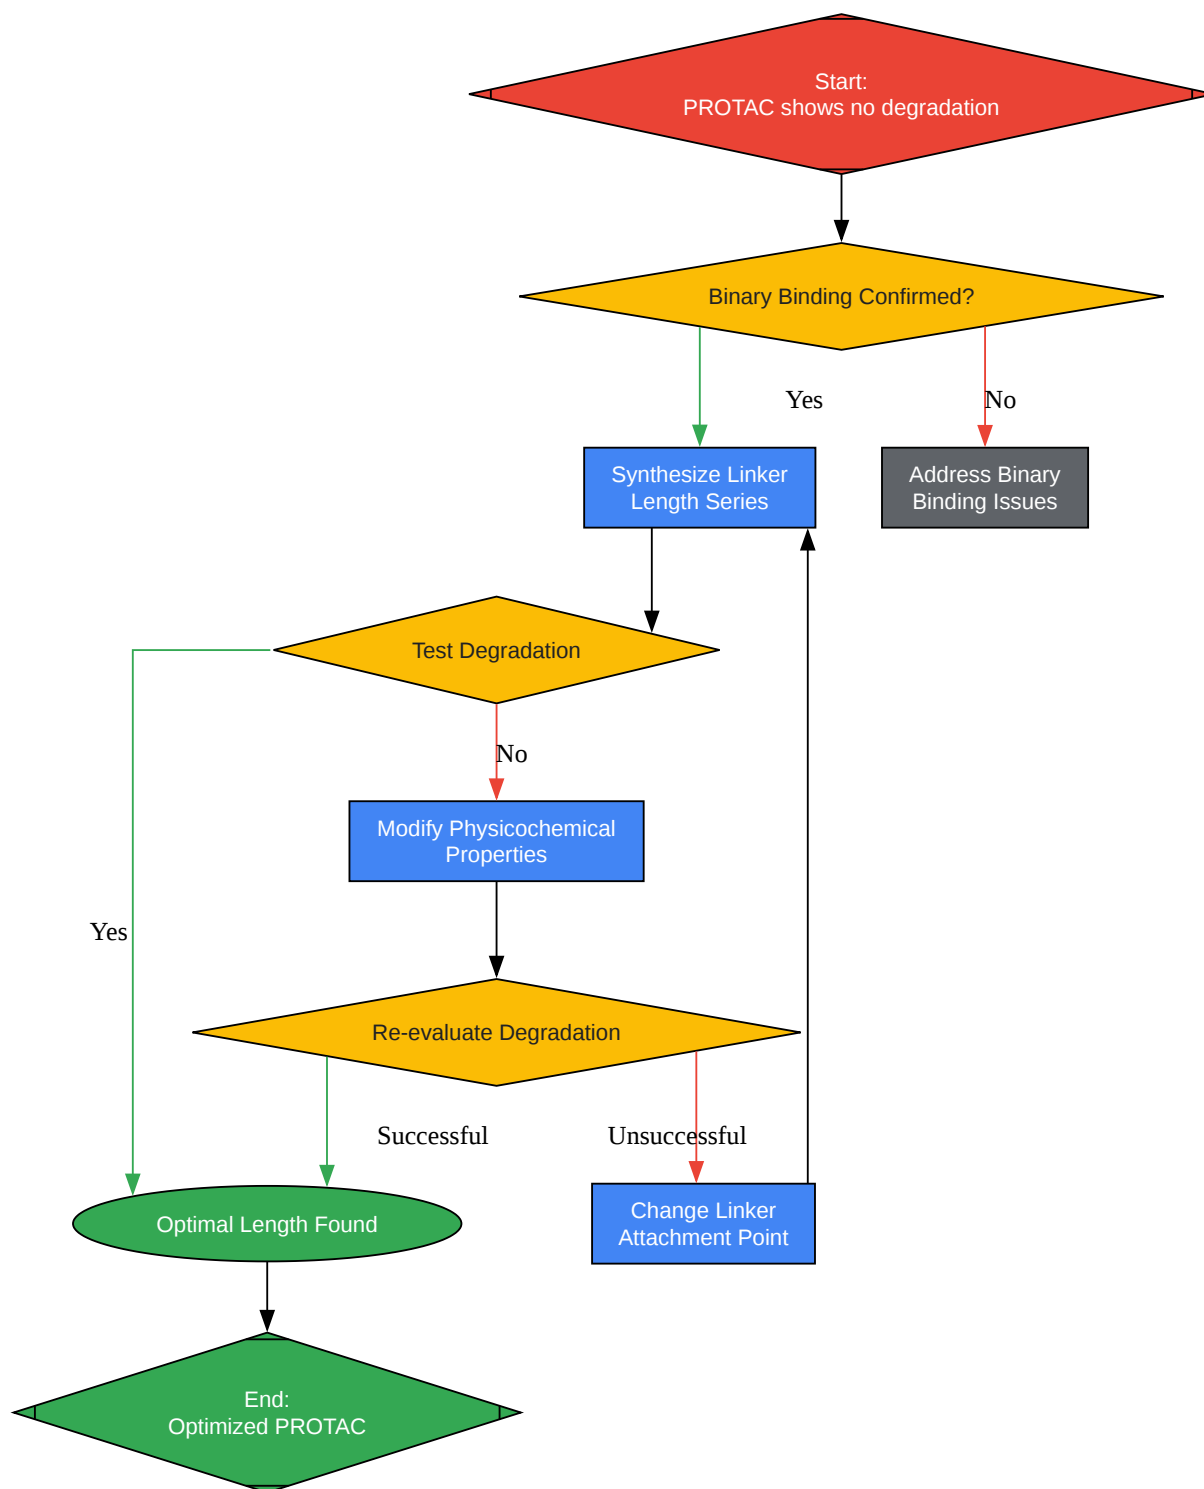 Start:
PROTAC shows no degradation
Binary Binding Confirmed?
Yes
No
Synthesize Linker
Length Series
Address Binary
Binding Issues
Test Degradation
No
Modify Physicochemical
Properties
Yes
Re-evaluate Degradation
Successful
Unsuccessful
Change Linker
Attachment Point
Optimal Length Found
End:
Optimized PROTAC